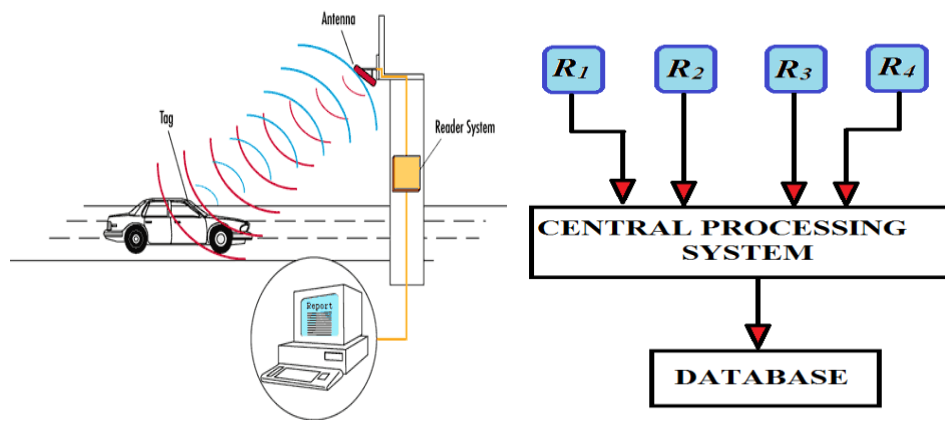 Antenna
Tag
Reader System
Report
R1
R2
R3
R4
CENTRAL PROCESSING
SYSTEM
DATABASE